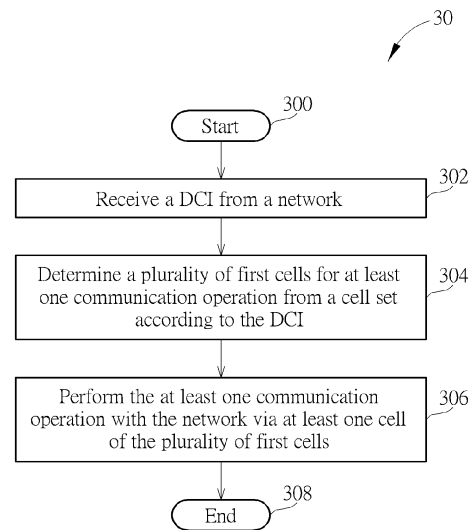 30
300
Start
302
Receive a DCI from a network
304
Determine a plurality of first cells for at least
one communication operation from a cell set
according to the DCI
306
Perform the at least one communication
operation with the network via at least one cell
of the plurality of first cells
308
End